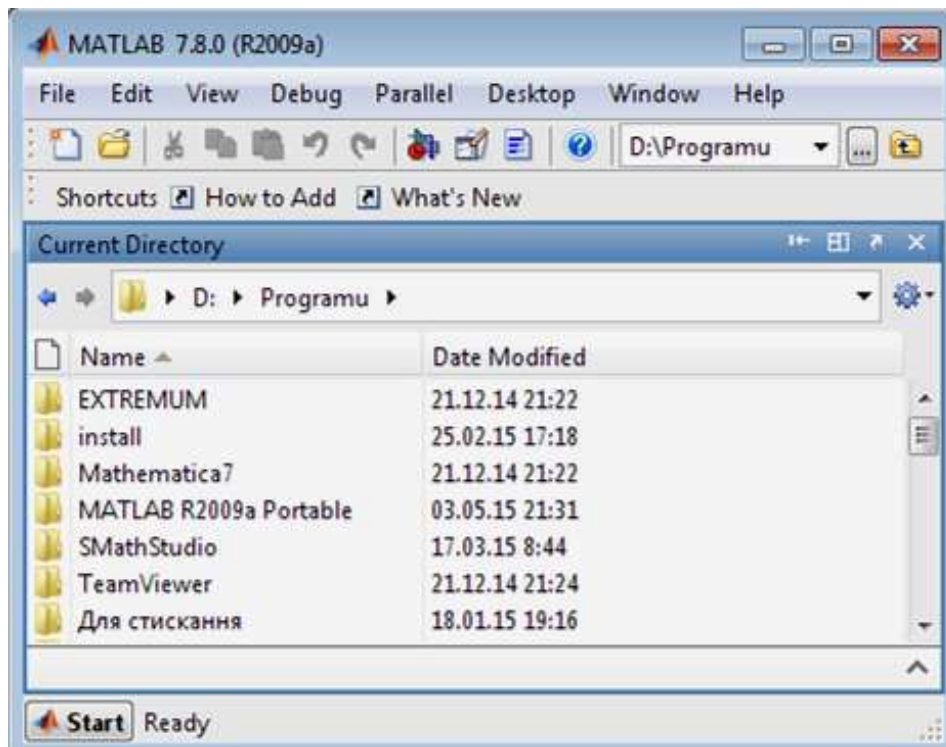 MATLAB 7.8.0 (R2009a)
File Edit View Debug Parallel Desktop Window Help
D:\Programu ...
Shortcuts How to Add What's New
Current Directory
D: Programu
Name Date Modified
EXTREMUM 21.12.14 21:22
install 25.02.15 17:18
Mathematica7 21.12.14 21:22
MATLAB R2009a Portable 03.05.15 21:31
SMathStudio 17.03.15 8:44
TeamViewer 21.12.14 21:24
Для стискання 18.01.15 19:16
Start Ready